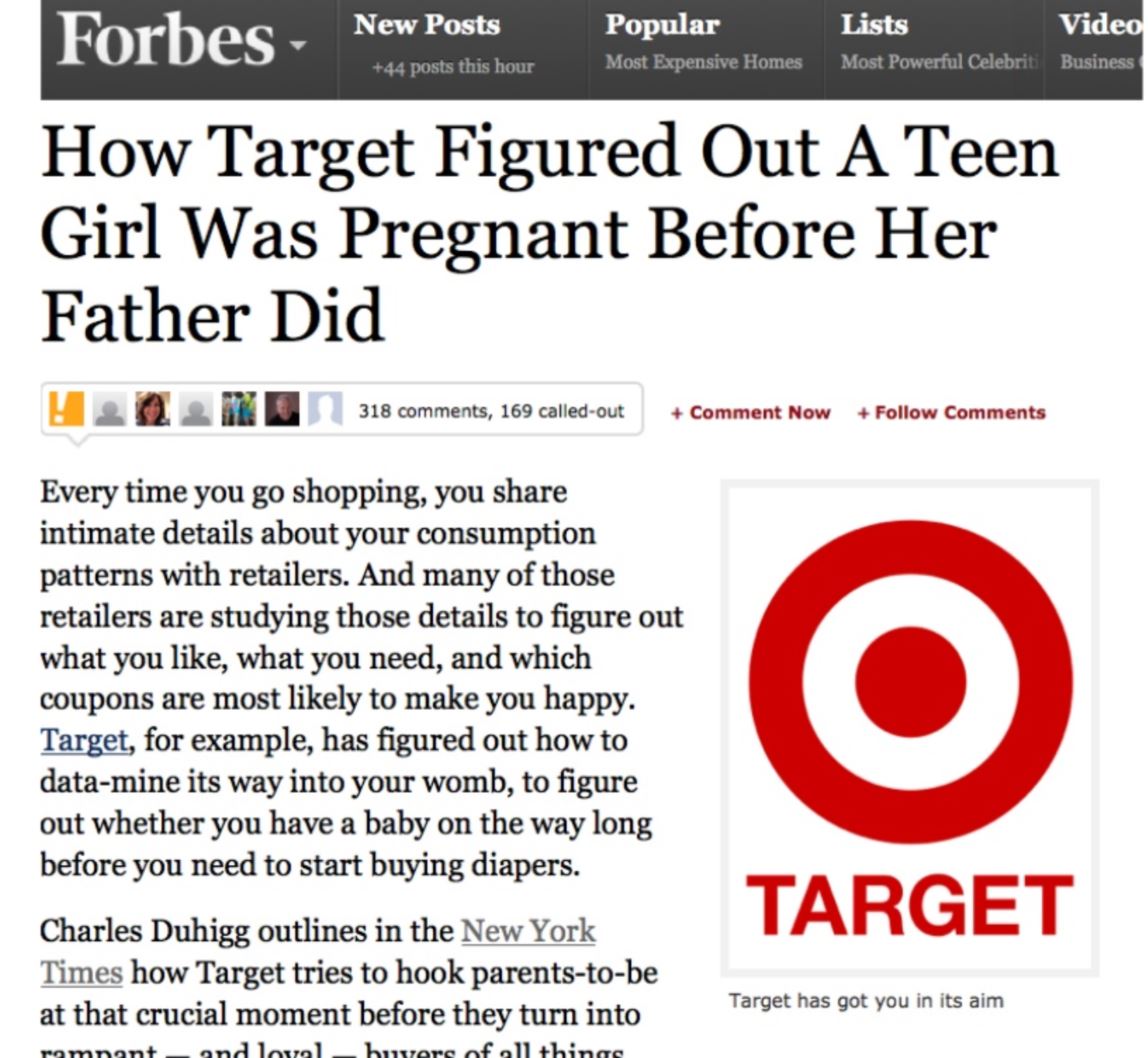 Forbes
New Posts
+44 posts this hour
Popular
Most Expensive Homes
Lists
Most Powerful Celebriti
Video
Business
How Target Figured Out A Teen
Girl Was Pregnant Before Her
Father Did
318 comments, 169 called-out
+ Comment Now
+ Follow Comments
Every time you go shopping, you share
intimate details about your consumption
patterns with retailers. And many of those
retailers are studying those details to figure out
what you like, what you need, and which
coupons are most likely to make you happy.
Target, for example, has figured out how to
data-mine its way into your womb, to figure
out whether you have a baby on the way long
before you need to start buying diapers.
Charles Duhigg outlines in the New York
Times how Target tries to hook parents-to-be
at that crucial moment before they turn into
rampant — and loyal — buyers of all things
TARGET
Target has got you in its aim